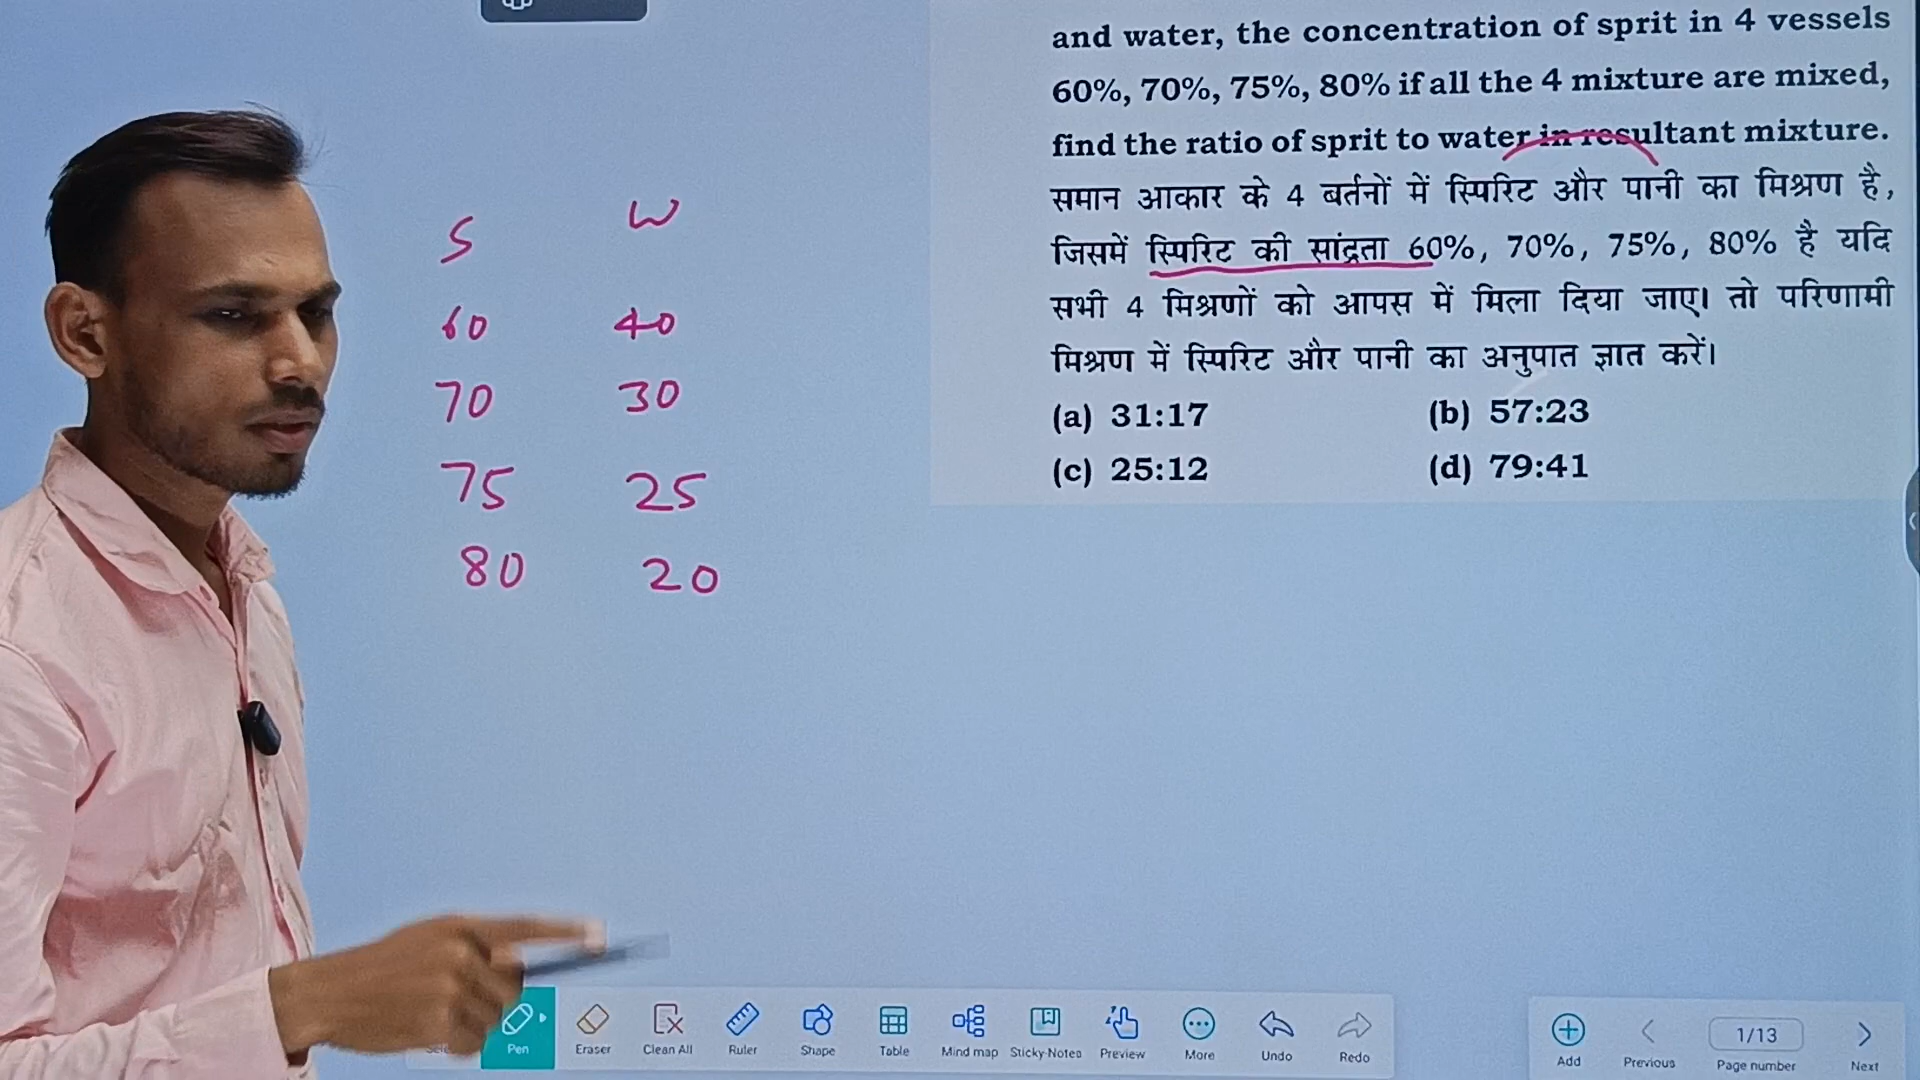 and water, the concentration of sprit in 4 vessels
60%, 70%, 75%, 80% if all the 4 mixture are mixed,
find the ratio of sprit to water in resultant mixture.
समान आकार के 4 बर्तनों में स्पिरिट और पानी का मिश्रण है,
जिसमें स्पिरिट की सांद्रता 60%, 70%, 75%, 80% है यदि
सभी 4 मिश्रणों को आपस में मिला दिया जाए। तो परिणामी
मिश्रण में स्पिरिट और पानी का अनुपात ज्ञात करें।
(a) 31:17 (b) 57:23
(c) 25:12 (d) 79:41
S W
60 40
70 30
75 25
80 20
Pen Eraser Clean All Ruler Shape Table Mind map Sticky-Notes Preview More Undo Redo
Add Previous 1/13 Page number Next